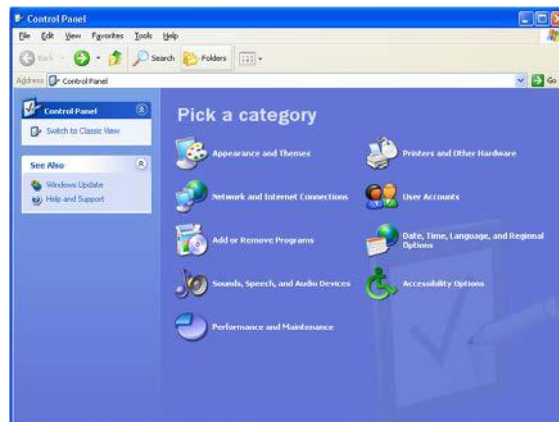 Control Panel
File Edit View Favorites Tools Help
Back Search Folders
Address Control Panel Go
Control Panel
Switch to Classic View
See Also
Windows Update
Help and Support
Pick a category
Appearance and Themes
Printers and Other Hardware
Network and Internet Connections
User Accounts
Add or Remove Programs
Date, Time, Language, and Regional
Options
Sounds, Speech, and Audio Devices
Accessibility Options
Performance and Maintenance